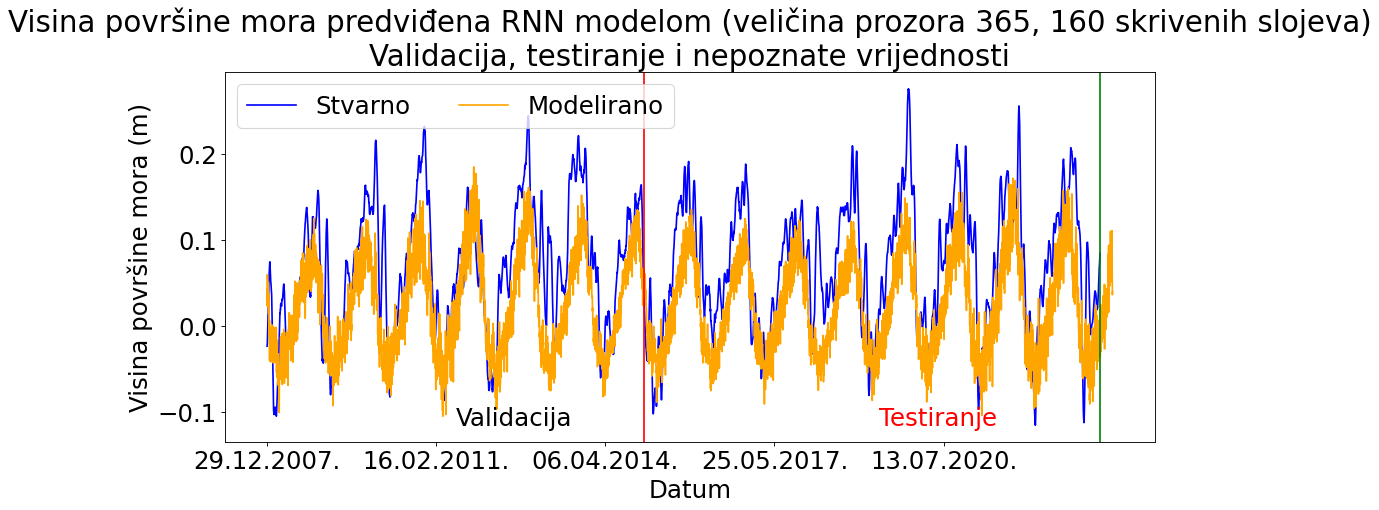 Visina površine mora predviđena RNN modelom (veličina prozora 365, 160 skrivenih slojeva)
Validacija, testiranje i nepoznate vrijednosti
Stvarno Modelirano
Visina površine mora (m)
0.2
0.1
0.0
−0.1
Validacija Testiranje
29.12.2007. 16.02.2011. 06.04.2014. 25.05.2017. 13.07.2020.
Datum